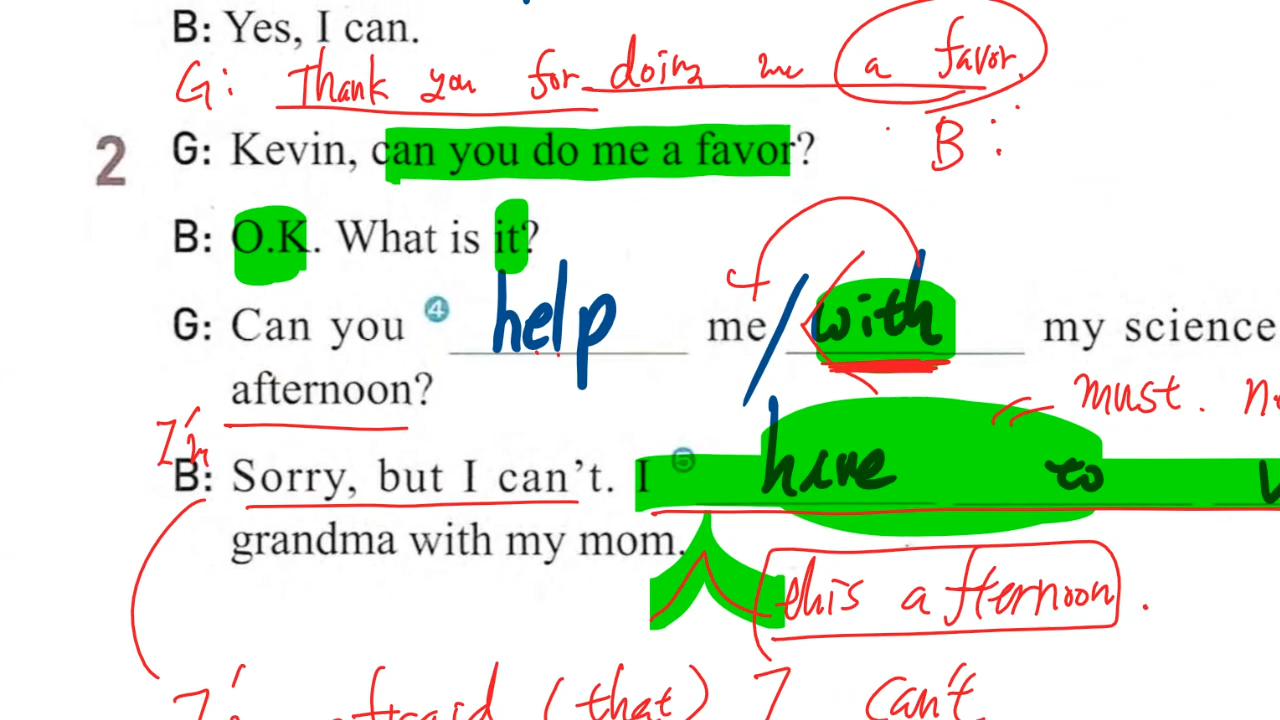 B: Yes, I can.
G: Thank you for doing me a favor.
B:
2 G: Kevin, can you do me a favor?
B: O.K. What is it?
G: Can you ④ help me / with my science
afternoon?
must.
I'm
B: Sorry, but I can't. I ⑤ have to
grandma with my mom.
this afternoon.
I' afraid (that) I can't